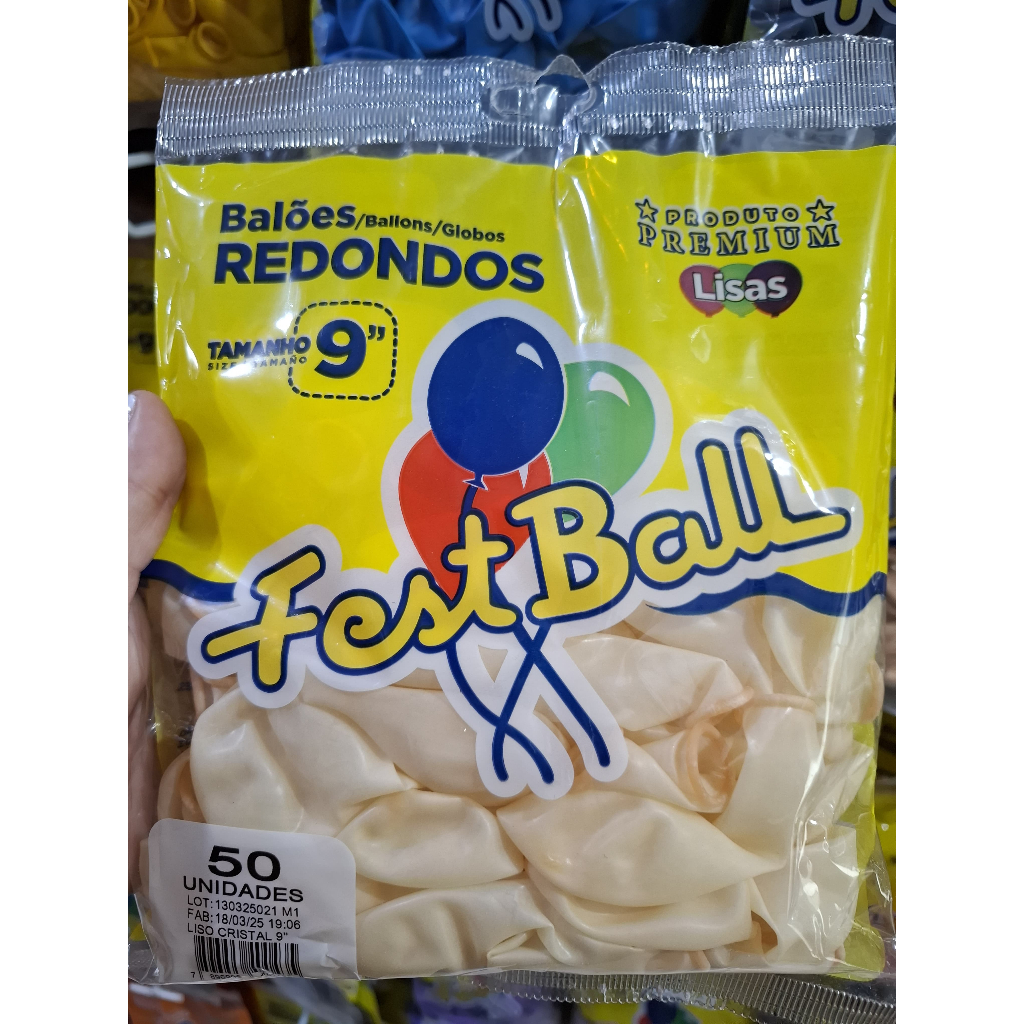 Balões/Ballons/Globos
REDONDOS
TAMANHO
9”
PRODUTO
PREMIUM
Lisas
Fest Ball
50
UNIDADES
LOT: 130325021 M1
FAB: 18/03/25 19:06
LISO CRISTAL 9"